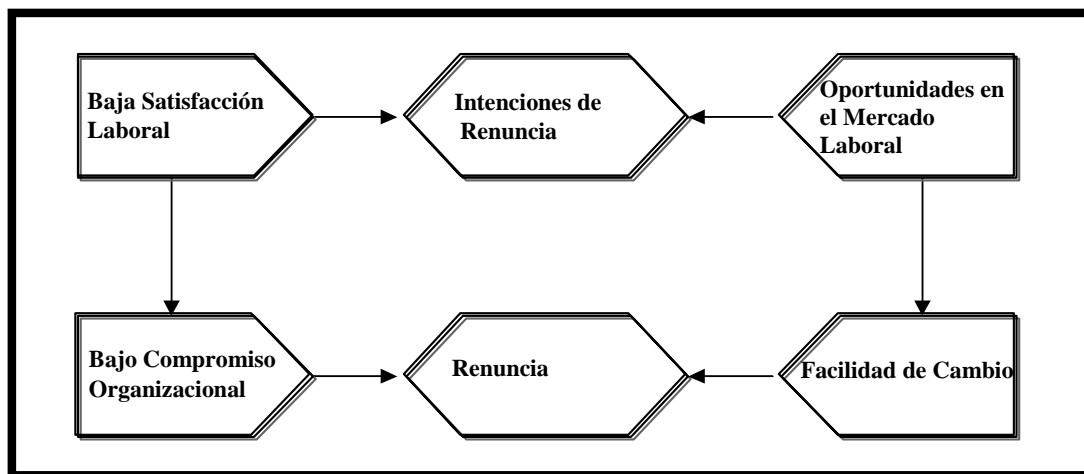 Baja Satisfacción
Laboral
Intenciones de
Renuncia
Oportunidades en
el Mercado
Laboral
Bajo Compromiso
Organizacional
Renuncia
Facilidad de Cambio